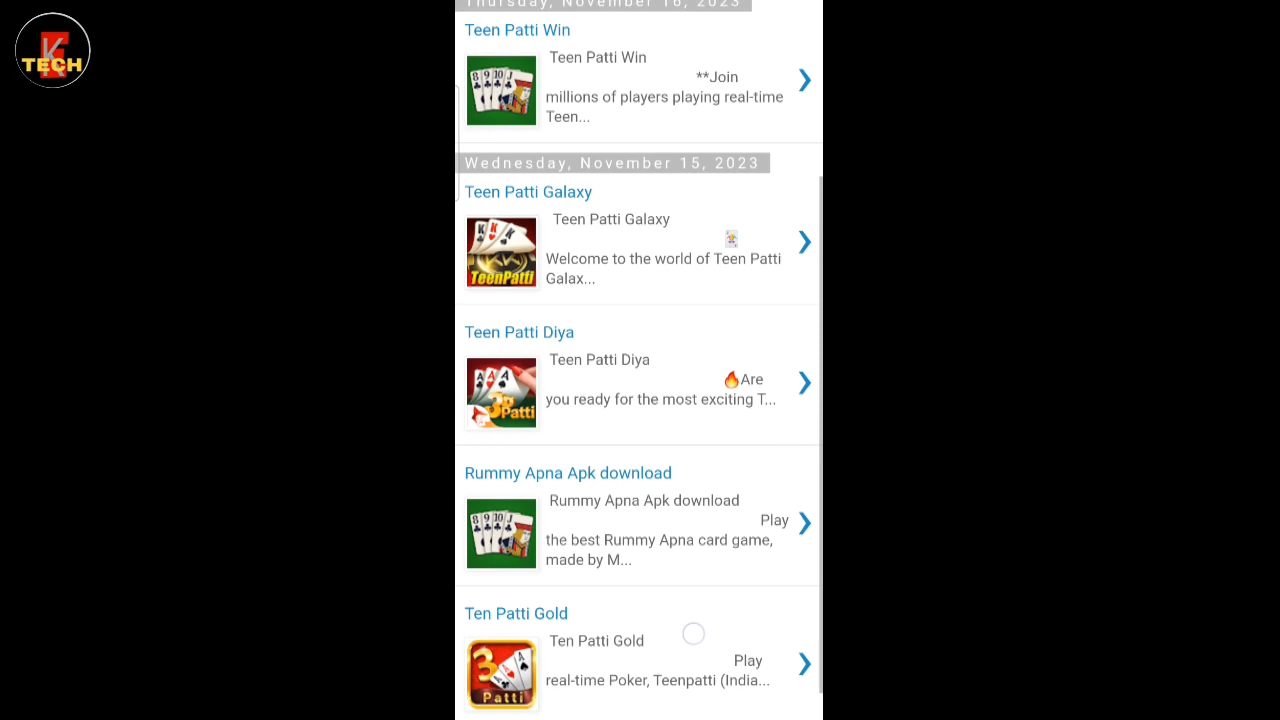 K
TECH
Thursday, November 16, 2023
Teen Patti Win
Teen Patti Win
**Join
millions of players playing real-time
Teen...
Wednesday, November 15, 2023
Teen Patti Galaxy
Teen Patti Galaxy
Welcome to the world of Teen Patti
Galax...
TeenPatti
Teen Patti Diya
Teen Patti Diya
🔥Are
you ready for the most exciting T...
3Patti
Rummy Apna Apk download
Rummy Apna Apk download
Play
the best Rummy Apna card game,
made by M...
Ten Patti Gold
Ten Patti Gold
Play
real-time Poker, Teenpatti (India...
3
Patti